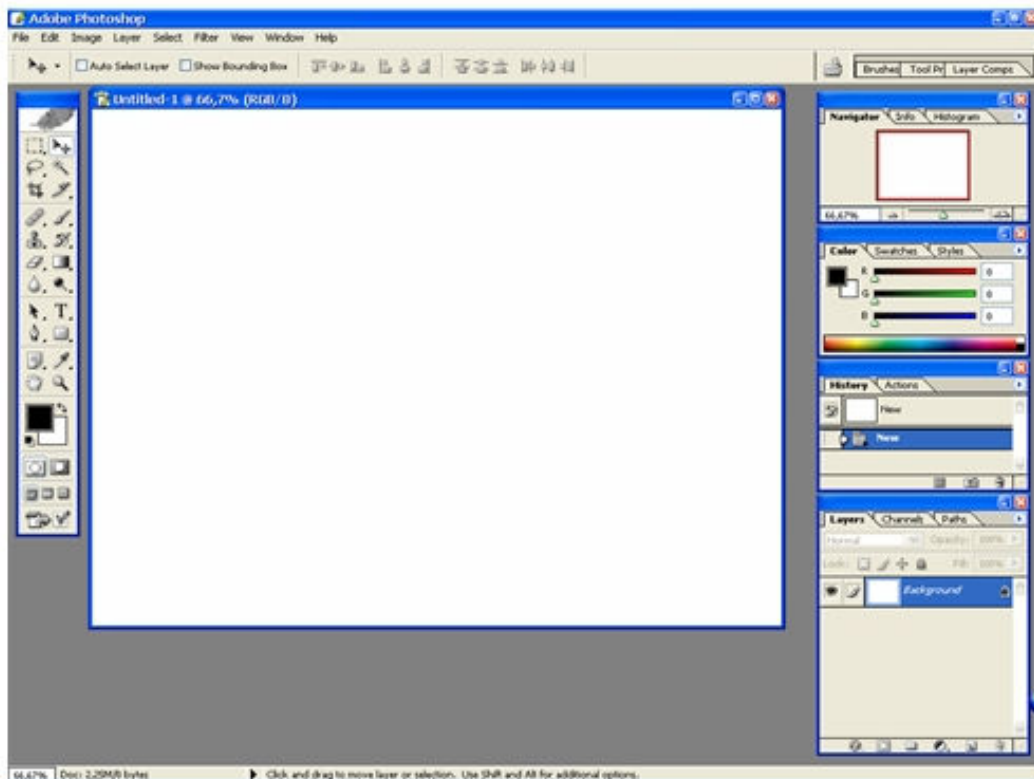 Adobe Photoshop
File Edit Image Layer Select Filter View Window Help
Auto Select Layer Show Bounding Box
Brushes Tool Pr Layer Comps
Untitled-1 @ 66,7% (RGB/8)
Navigator Info Histogram
66,67%
Color Swatches Styles
R 0
G 0
B 0
History Actions
New
New
Layers Channels Paths
Normal Opacity: 100%
Lock: Fill: 100%
Background
T
66,67% Doc: 2,25M/0 bytes Click and drag to move layer or selection. Use Shift and Alt for additional options.